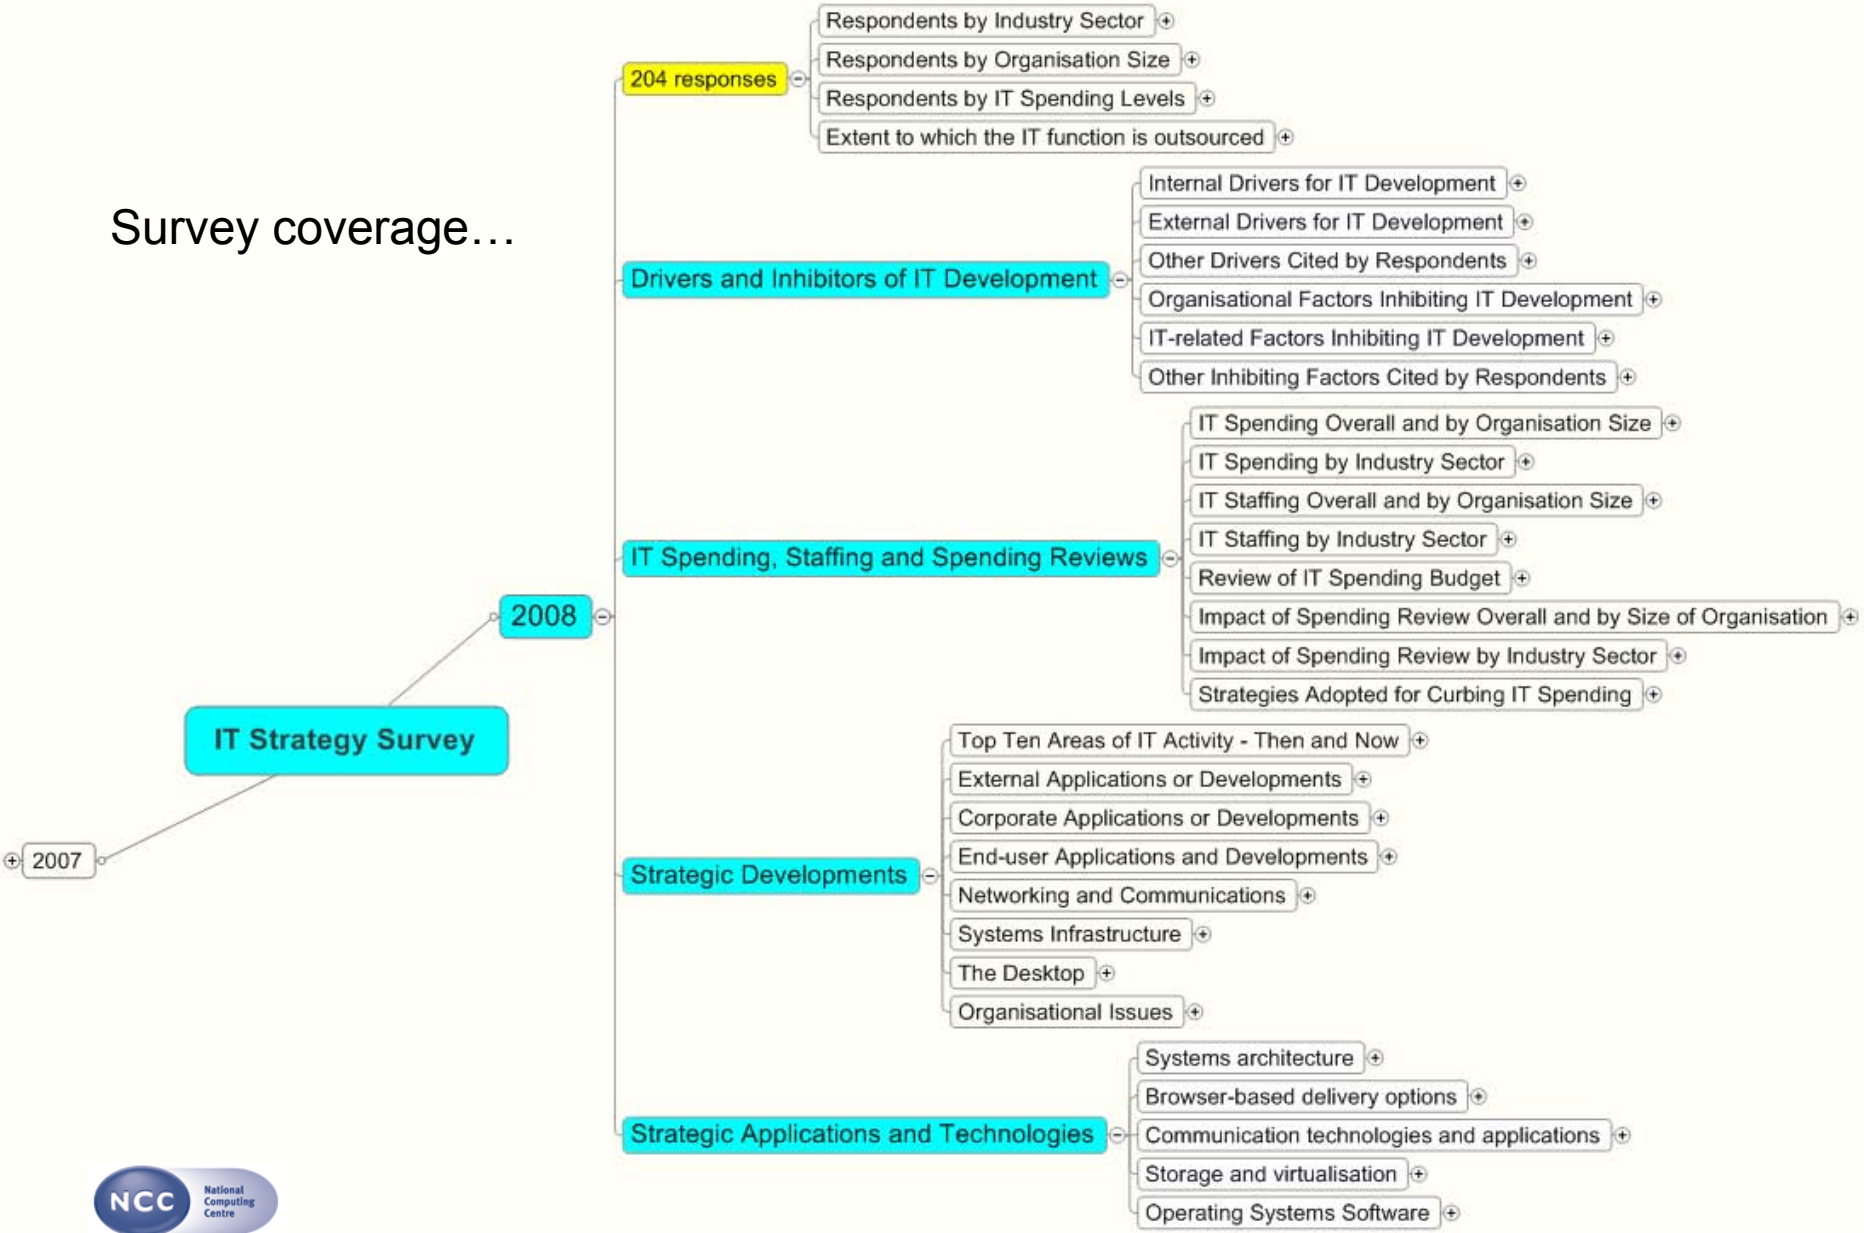 Survey coverage…
IT Strategy Survey
2008
204 responses
Respondents by Industry Sector
Respondents by Organisation Size
Respondents by IT Spending Levels
Extent to which the IT function is outsourced
Drivers and Inhibitors of IT Development
Internal Drivers for IT Development
External Drivers for IT Development
Other Drivers Cited by Respondents
Organisational Factors Inhibiting IT Development
IT-related Factors Inhibiting IT Development
Other Inhibiting Factors Cited by Respondents
IT Spending, Staffing and Spending Reviews
IT Spending Overall and by Organisation Size
IT Spending by Industry Sector
IT Staffing Overall and by Organisation Size
IT Staffing by Industry Sector
Review of IT Spending Budget
Impact of Spending Review Overall and by Size of Organisation
Impact of Spending Review by Industry Sector
Strategies Adopted for Curbing IT Spending
Strategic Developments
Top Ten Areas of IT Activity - Then and Now
External Applications or Developments
Corporate Applications or Developments
End-user Applications and Developments
Networking and Communications
Systems Infrastructure
The Desktop
Organisational Issues
Strategic Applications and Technologies
Systems architecture
Browser-based delivery options
Communication technologies and applications
Storage and virtualisation
Operating Systems Software
2007
NCC
National
Computing
Centre